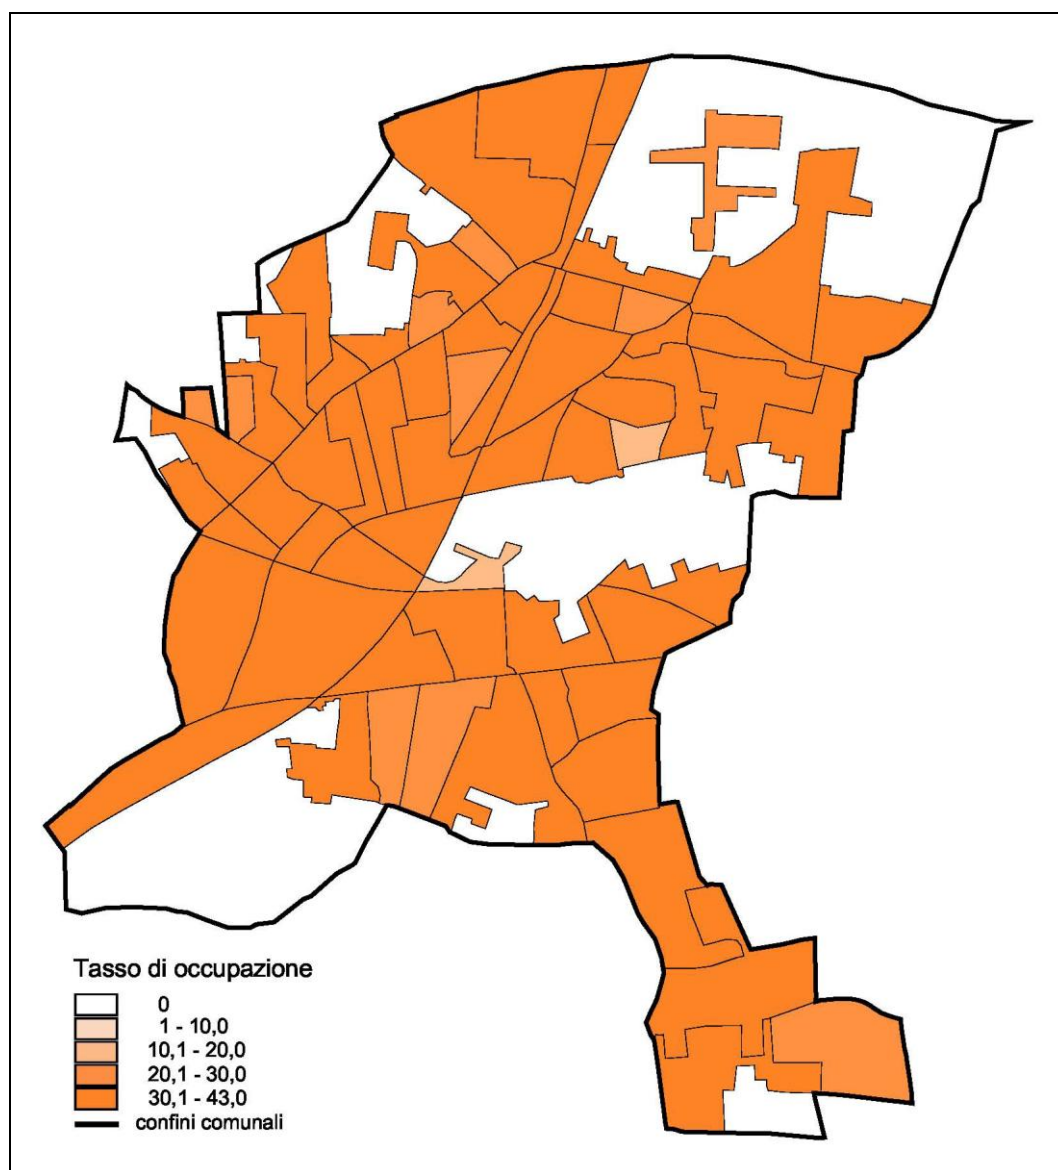 Tasso di occupazione
0
1 - 10,0
10,1 - 20,0
20,1 - 30,0
30,1 - 43,0
confini comunali